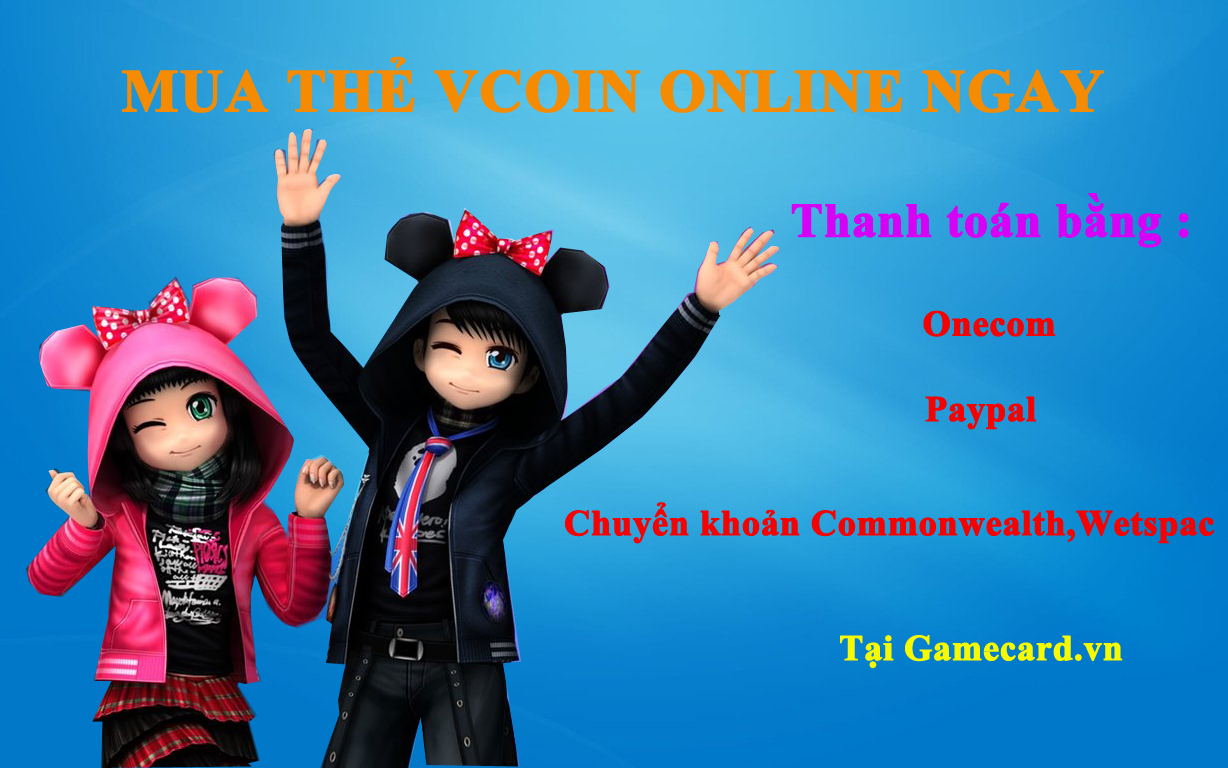 MUA THẺ VCOIN ONLINE NGAY
Thanh toán bằng :
Onecom
Paypal
Chuyển khoản Commonwealth,Wetspac
Tại Gamecard.vn